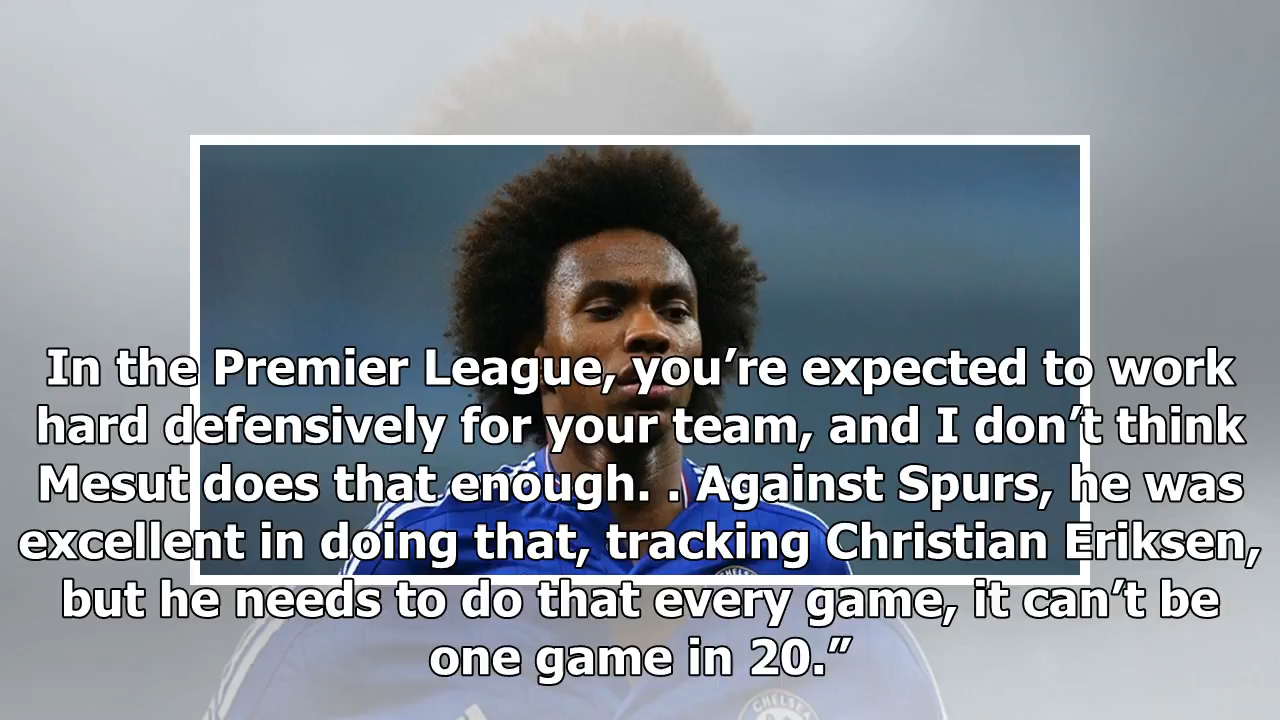 In the Premier League, you’re expected to work
hard defensively for your team, and I don’t think
Mesut does that enough. . Against Spurs, he was
excellent in doing that, tracking Christian Eriksen,
but he needs to do that every game, it can’t be
one game in 20.”
CHELSEA